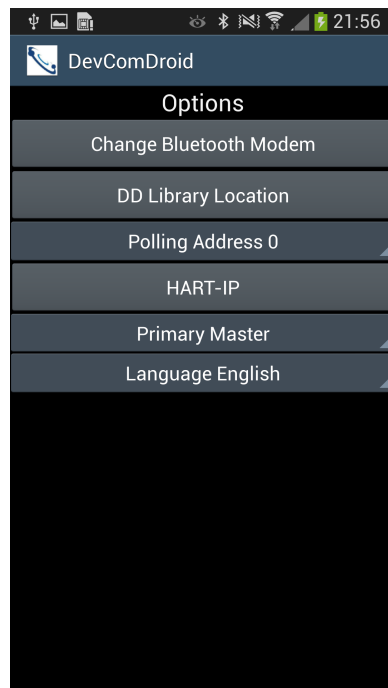 21:56
DevComDroid
Options
Change Bluetooth Modem
DD Library Location
Polling Address 0
HART-IP
Primary Master
Language English